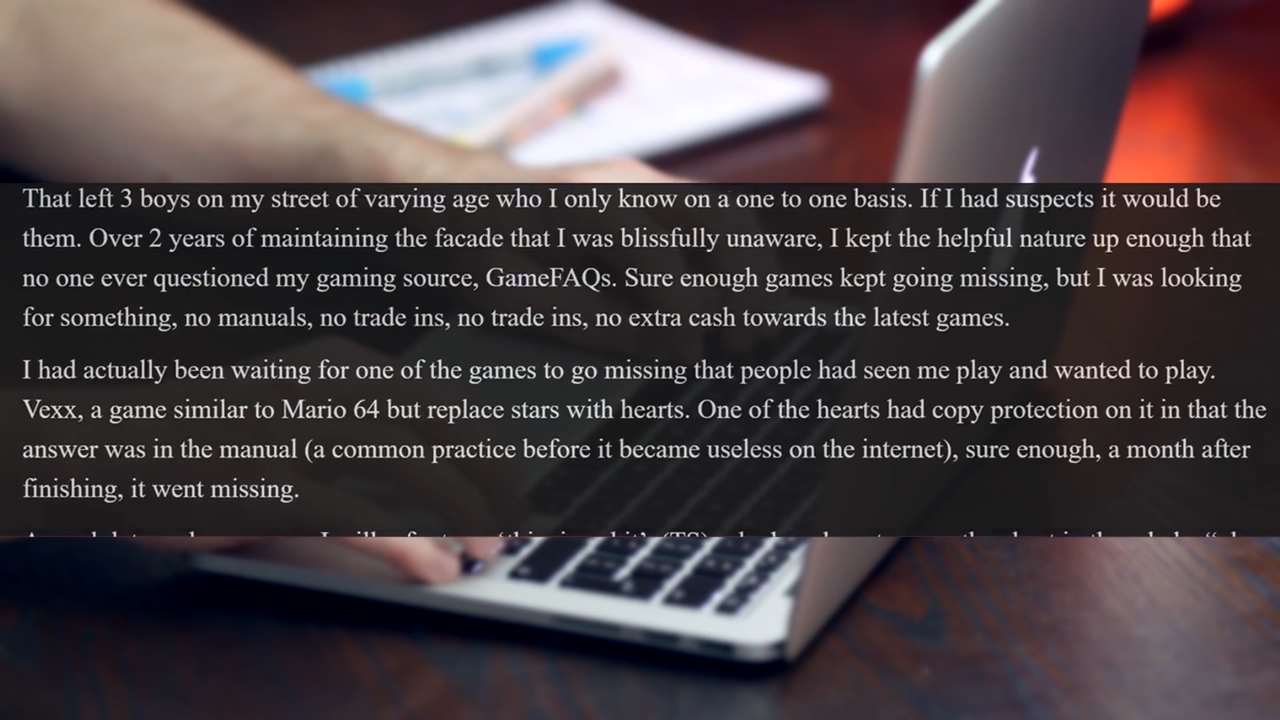 That left 3 boys on my street of varying age who I only know on a one to one basis. If I had suspects it would be
them. Over 2 years of maintaining the facade that I was blissfully unaware, I kept the helpful nature up enough that
no one ever questioned my gaming source, GameFAQs. Sure enough games kept going missing, but I was looking
for something, no manuals, no trade ins, no trade ins, no extra cash towards the latest games.
I had actually been waiting for one of the games to go missing that people had seen me play and wanted to play.
Vexx, a game similar to Mario 64 but replace stars with hearts. One of the hearts had copy protection on it in that the
answer was in the manual (a common practice before it became useless on the internet), sure enough, a month after
finishing, it went missing.